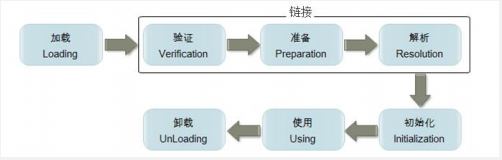 链接
加载
Loading
验证
Verification
准备
Preparation
解析
Resolution
初始化
Initialization
使用
Using
卸载
UnLoading